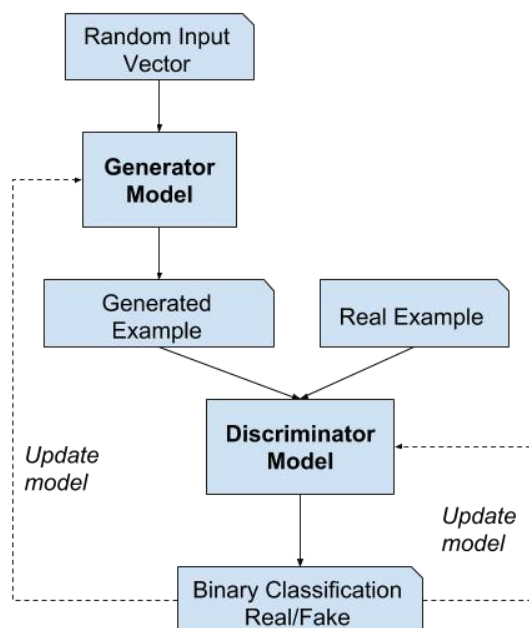 Random Input
Vector
Generator
Model
Generated
Example
Real Example
Discriminator
Model
Update
model
Update
model
Binary Classification
Real/Fake